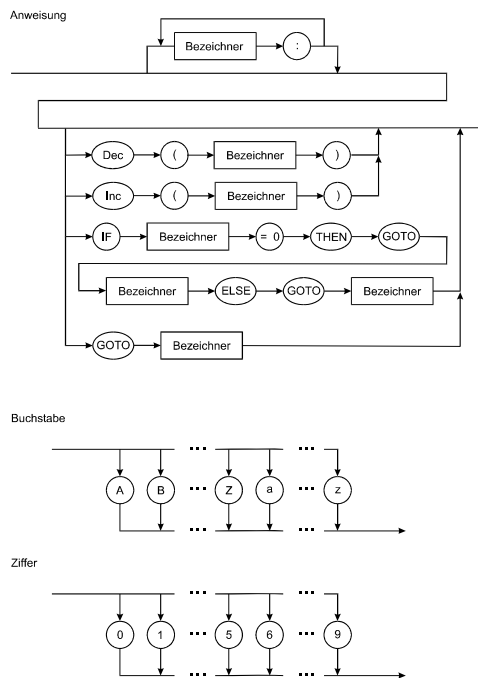 Anweisung
Bezeichner :
Dec ( Bezeichner )
Inc ( Bezeichner )
IF Bezeichner = 0 THEN GOTO
Bezeichner ELSE GOTO Bezeichner
GOTO Bezeichner
Buchstabe
A B ... Z a ... z
Ziffer
0 1 ... 5 6 ... 9